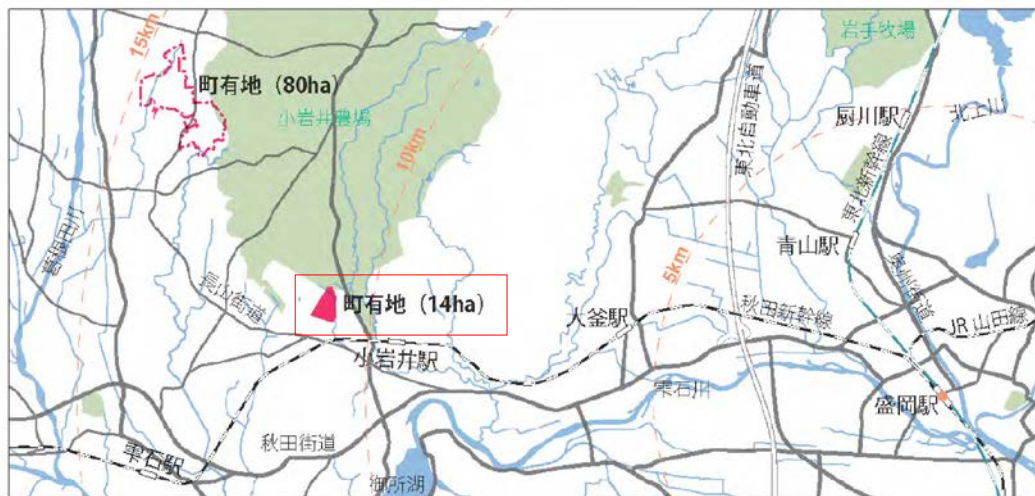 15km
岩手牧場
町有地（80ha）
小岩井農場
東北自動車道
厨川駅
北上川
10km
東北新幹線
葛根田川
青山駅
5km
奥州街道
町有地（14ha）
秋田新幹線
大釜駅
JR 山田線
小岩井駅
雫石川
盛岡駅
秋田街道
雫石駅
御所湖